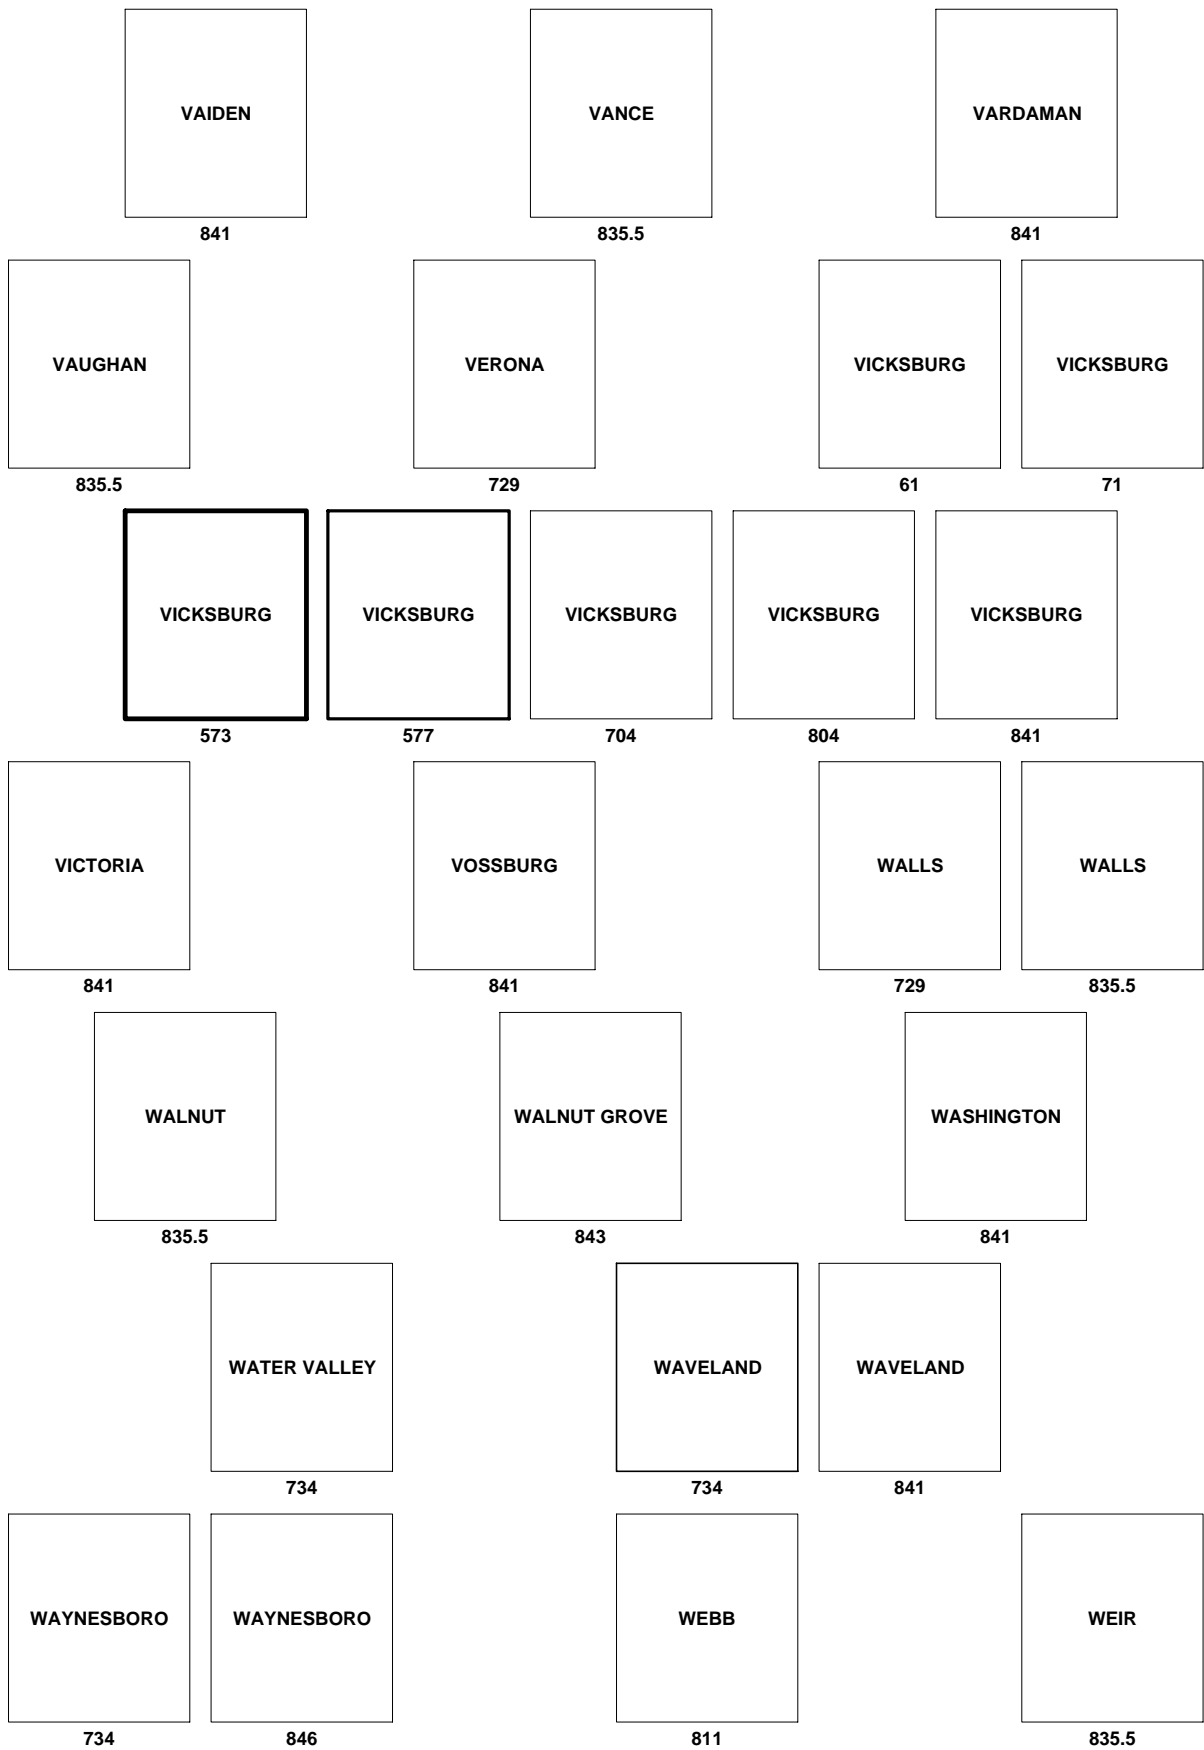 VAIDEN VANCE VARDAMAN
841 835.5 841
VAUGHAN VERONA VICKSBURG VICKSBURG
835.5 729 61 71
VICKSBURG VICKSBURG VICKSBURG VICKSBURG VICKSBURG
573 577 704 804 841
VICTORIA VOSSBURG WALLS WALLS
841 841 729 835.5
WALNUT WALNUT GROVE WASHINGTON
835.5 843 841
WATER VALLEY WAVELAND WAVELAND
734 734 841
WAYNESBORO WAYNESBORO WEBB WEIR
734 846 811 835.5